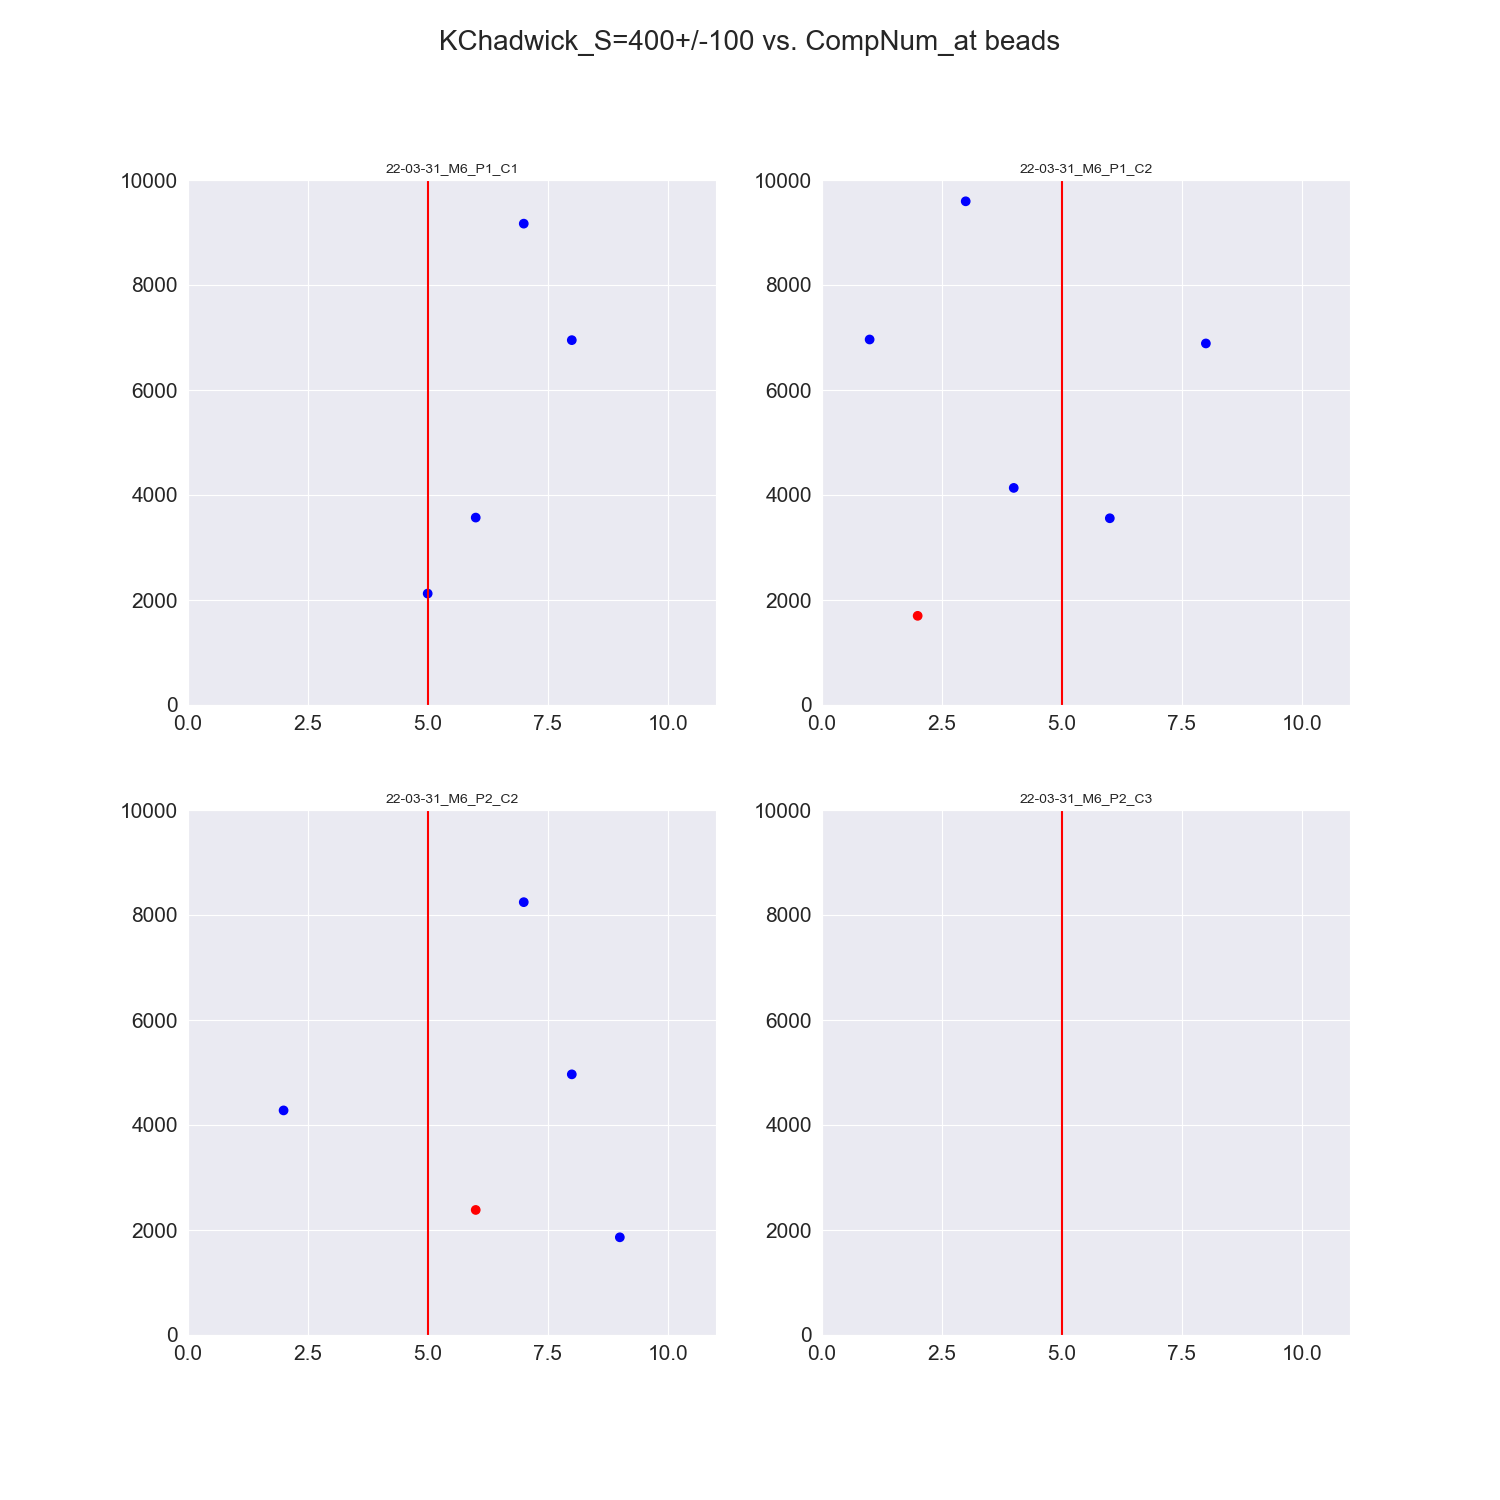 KChadwick_S=400+/-100 vs. CompNum_at beads
22-03-31_M6_P1_C1
10000
8000
6000
4000
2000
0
0.0 2.5 5.0 7.5 10.0
22-03-31_M6_P1_C2
10000
8000
6000
4000
2000
0
0.0 2.5 5.0 7.5 10.0
22-03-31_M6_P2_C2
10000
8000
6000
4000
2000
0
0.0 2.5 5.0 7.5 10.0
22-03-31_M6_P2_C3
10000
8000
6000
4000
2000
0
0.0 2.5 5.0 7.5 10.0